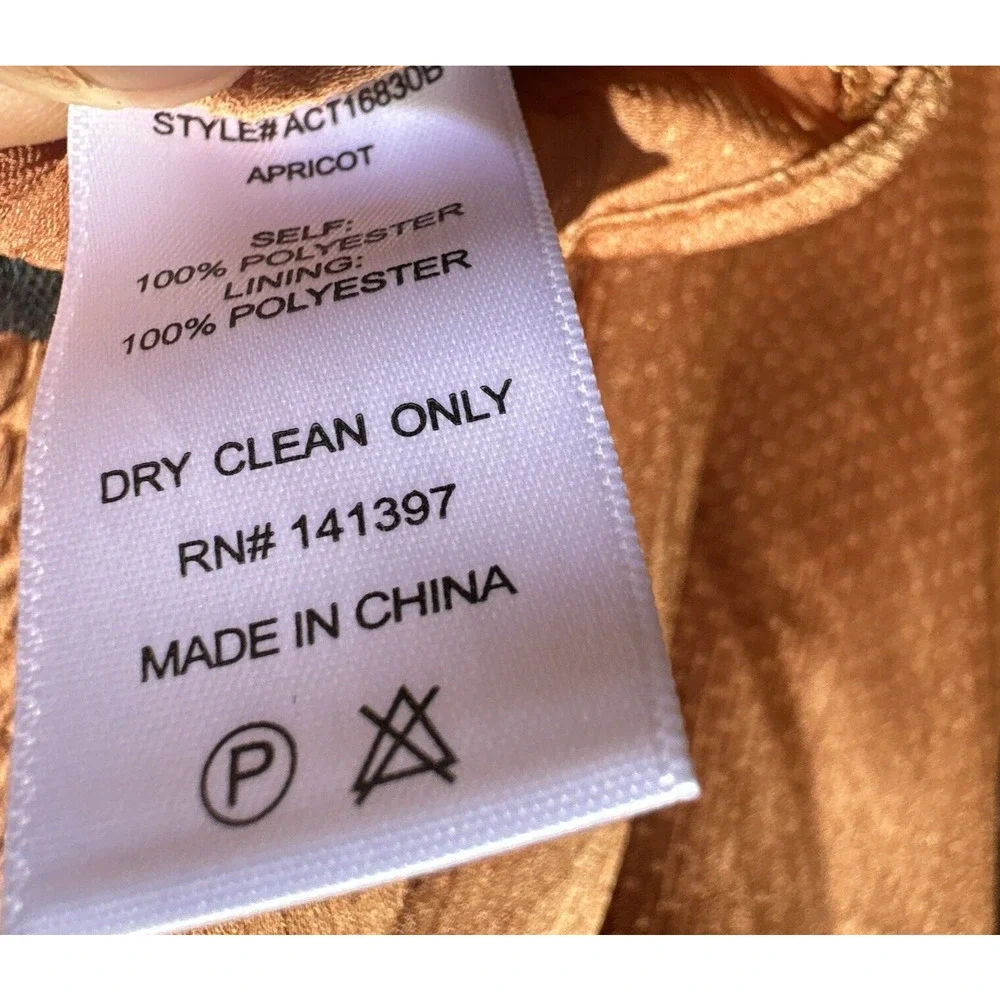 STYLE# ACT16830B
APRICOT
SELF:
100% POLYESTER
LINING:
100% POLYESTER
DRY CLEAN ONLY
RN# 141397
MADE IN CHINA
P